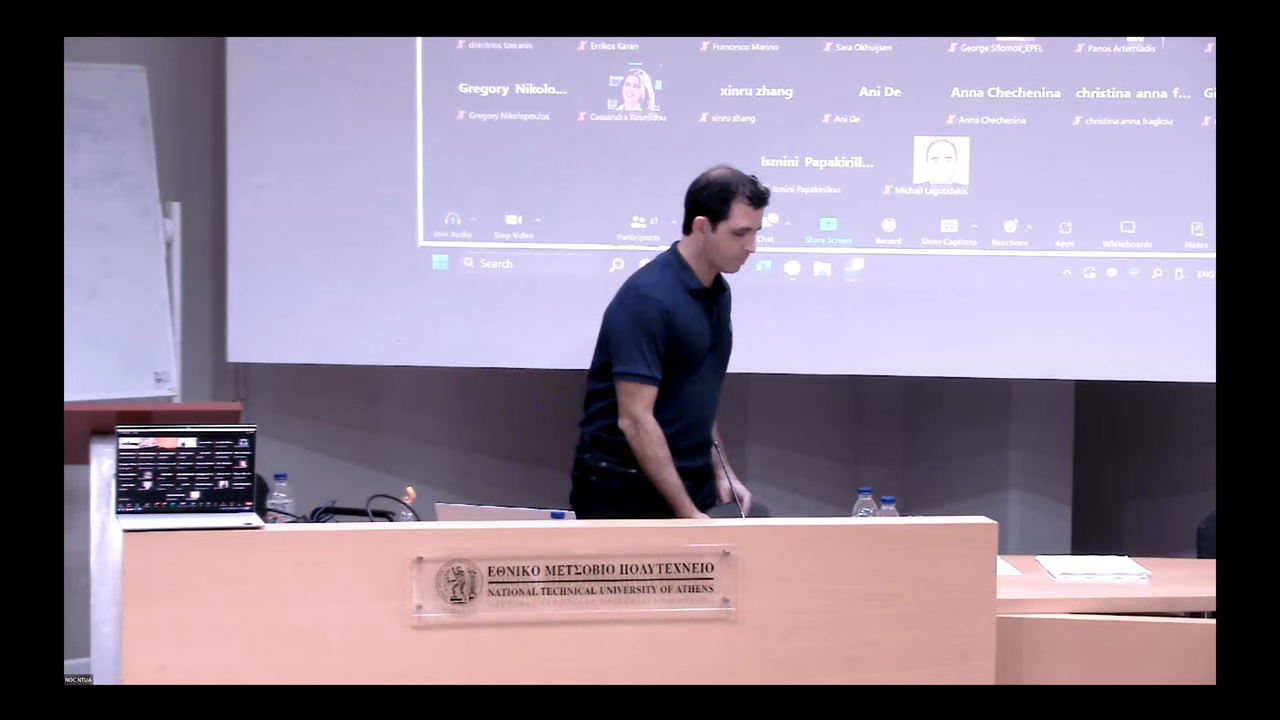 dimitrios tzeranis
Errikos Karan
Francesco Marino
Sara Okhuijsen
George Sflomos_EPFL
Panos Artemiadis
Gregory Nikolo...
xinru zhang
Ani De
Anna Chechenina
christina anna f...
Gregory Nikolopoulos
Cassandra Koumidou
xinru zhang
Ani De
Anna Chechenina
christina anna fragkou
Ismini Papakirill...
Ismini Papakirillou
Michail Lagoudakis
Join Audio
Stop Video
Participants
37
Chat
Share Screen
Record
Show Captions
Reactions
Apps
Whiteboards
Notes
Search
ENG
ΕΘΝΙΚΟ ΜΕΤΣΟΒΙΟ ΠΟΛΥΤΕΧΝΕΙΟ
NATIONAL TECHNICAL UNIVERSITY OF ATHENS
NOC NTUA